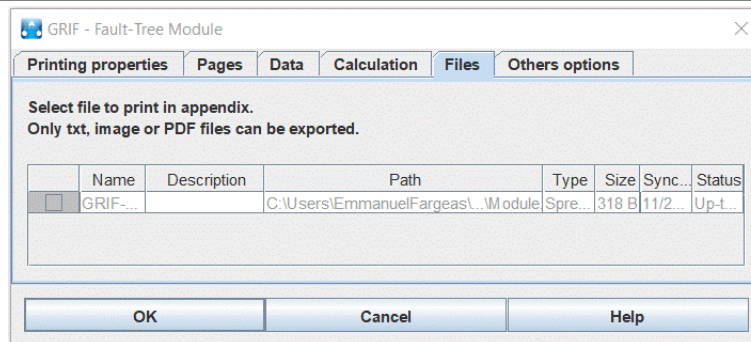 GRIF - Fault-Tree Module
Printing properties Pages Data Calculation Files Others options
Select file to print in appendix.
Only txt, image or PDF files can be exported.
Name Description Path Type Size Sync... Status
GRIF-... C:\Users\EmmanuelFargeas\...\Module Spre... 318 B 11/2... Up-t...
OK Cancel Help